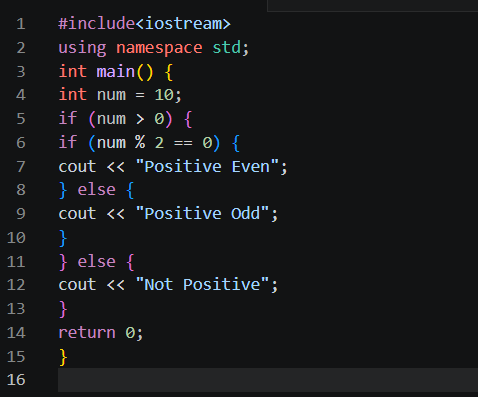 1 #include<iostream>
2 using namespace std;
3 int main() {
4 int num = 10;
5 if (num > 0) {
6 if (num % 2 == 0) {
7 cout << "Positive Even";
8 } else {
9 cout << "Positive Odd";
10 }
11 } else {
12 cout << "Not Positive";
13 }
14 return 0;
15 }
16